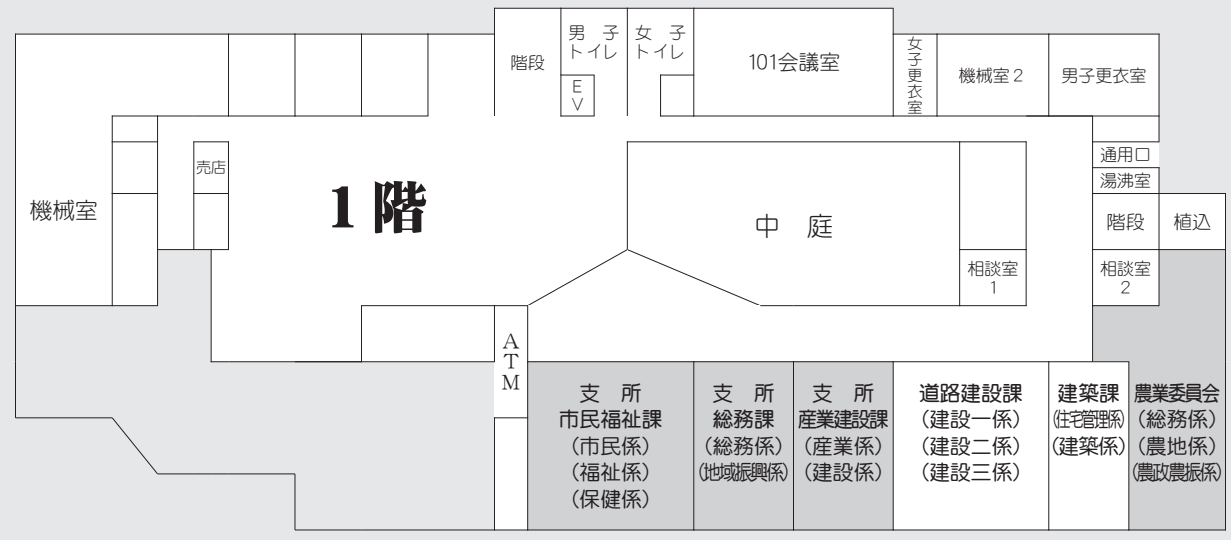 階段
男 子
トイレ
女 子
トイレ
E
V
101会議室
女子更衣室
機械室2
男子更衣室
売店
通用口
湯沸室
機械室
1階
中 庭
階段
植込
相談室
1
相談室
2
ATM
支 所
市民福祉課
(市民係)
(福祉係)
(保健係)
支 所
総務課
(総務係)
(地域振興係)
支 所
産業建設課
(産業係)
(建設係)
道路建設課
(建設一係)
(建設二係)
(建設三係)
建築課
(住宅管理係)
(建築係)
農業委員会
(総務係)
(農地係)
(農政農振係)